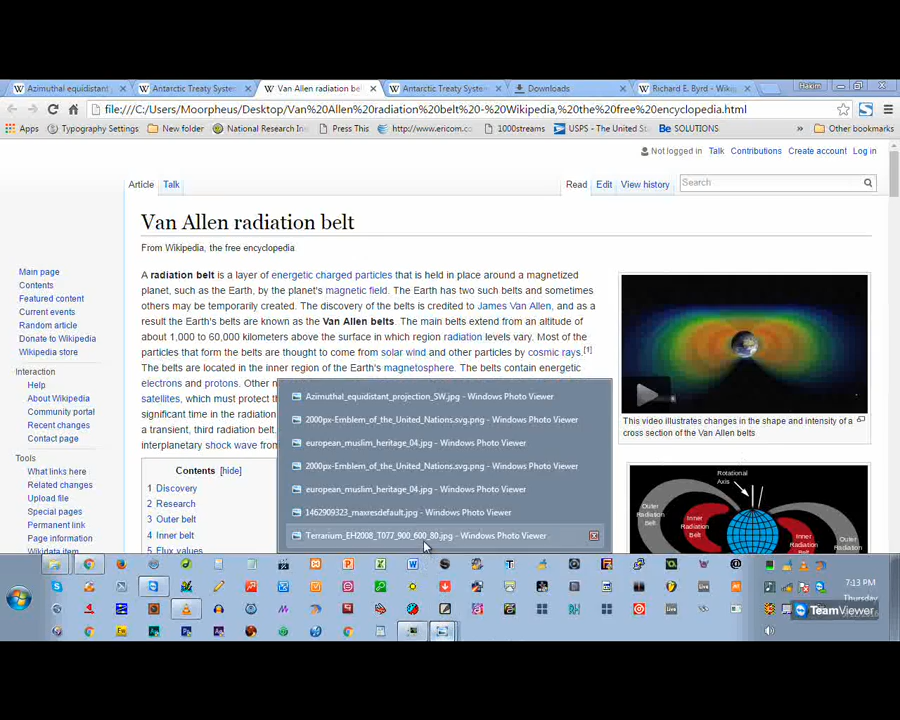 Azimuthal equidistant
Antarctic Treaty Syste
Van Allen radiation be
Antarctic Treaty Syste
Downloads
Richard E. Byrd - Wiki
Hakim
file:///C:/Users/Moorpheus/Desktop/Van%20Allen%20radiation%20belt%20-%20Wikipedia,%20the%20free%20encyclopedia.html
Apps
Typography Settings
New folder
National Research Ins
Press This
http://www.ericom.c
1000streams
USPS - The United St
Be SOLUTIONS
»
Other bookmarks
Not logged in Talk Contributions Create account Log in
Article Talk
Read Edit View history
Search
Van Allen radiation belt
From Wikipedia, the free encyclopedia
Main page
Contents
Featured content
Current events
Random article
Donate to Wikipedia
Wikipedia store
Interaction
Help
About Wikipedia
Community portal
Recent changes
Contact page
Tools
What links here
Related changes
Upload file
Special pages
Permanent link
Page information
Wikidata item
A radiation belt is a layer of energetic charged particles that is held in place around a magnetized
planet, such as the Earth, by the planet's magnetic field. The Earth has two such belts and sometimes
others may be temporarily created. The discovery of the belts is credited to James Van Allen, and as a
result the Earth's belts are known as the Van Allen belts. The main belts extend from an altitude of
about 1,000 to 60,000 kilometers above the surface in which region radiation levels vary. Most of the
particles that form the belts are thought to come from solar wind and other particles by cosmic rays.[1]
The belts are located in the inner region of the Earth's magnetosphere. The belts contain energetic
electrons and protons. Other n
satellites, which must protect th
significant time in the radiation
a transient, third radiation belt.
interplanetary shock wave from
Contents [hide]
1 Discovery
2 Research
3 Outer belt
4 Inner belt
5 Flux values
This video illustrates changes in the shape and intensity of a
cross section of the Van Allen belts
Rotational
Axis
Outer
Radiation
Belt
Inner
Radiation
Belt
Inner
Radiation
Belt
Outer
Radiation
Belt
Azimuthal_equidistant_projection_SW.jpg - Windows Photo Viewer
2000px-Emblem_of_the_United_Nations.svg.png - Windows Photo Viewer
european_muslim_heritage_04.jpg - Windows Photo Viewer
2000px-Emblem_of_the_United_Nations.svg.png - Windows Photo Viewer
european_muslim_heritage_04.jpg - Windows Photo Viewer
1462909323_maxresdefault.jpg - Windows Photo Viewer
Terrarium_EH2008_T077_900_600_80.jpg - Windows Photo Viewer
7:13 PM
Thursday
TeamViewer